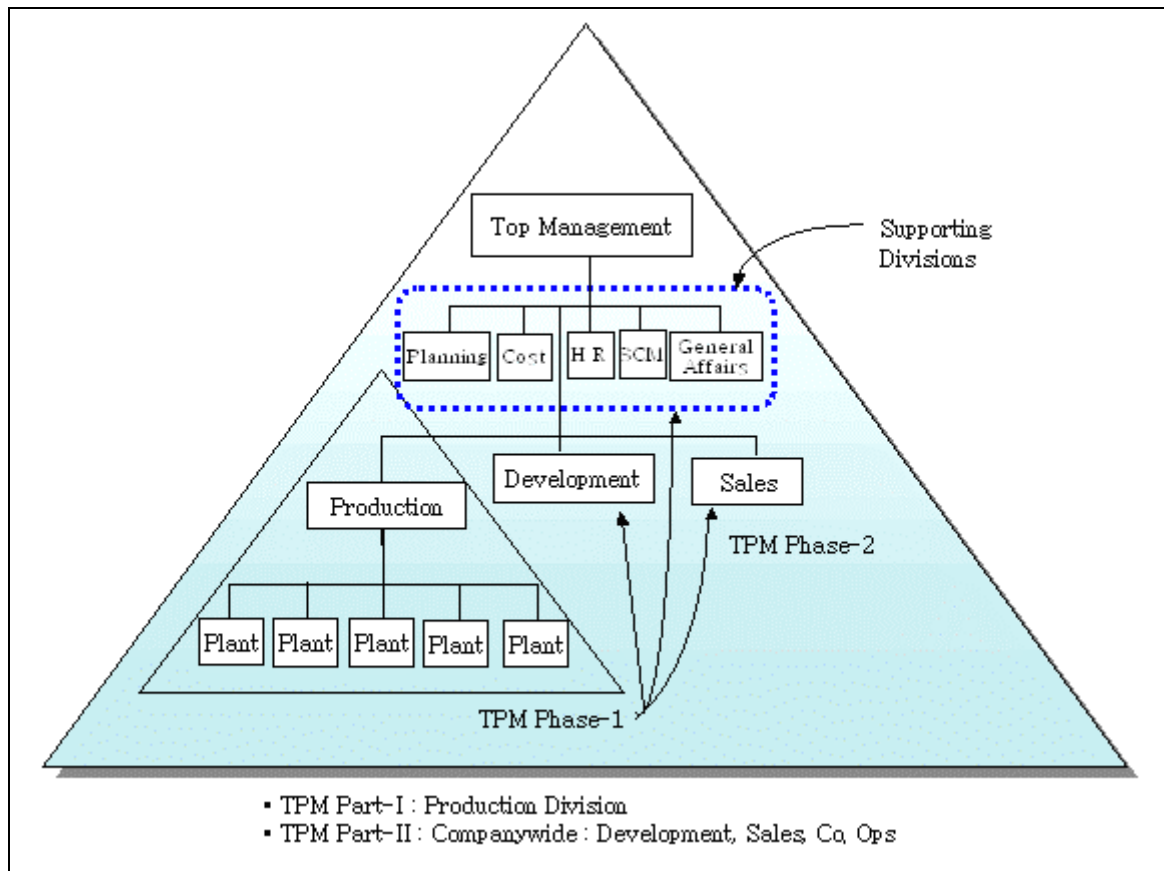 Top Management
Supporting
Divisions
Planning
Cost
H R
SCM
General
Affairs
Development
Sales
Production
TPM Phase-2
Plant
Plant
Plant
Plant
Plant
TPM Phase-1
▪ TPM Part-I : Production Division
▪ TPM Part-II : Companywide : Development, Sales, Co, Ops